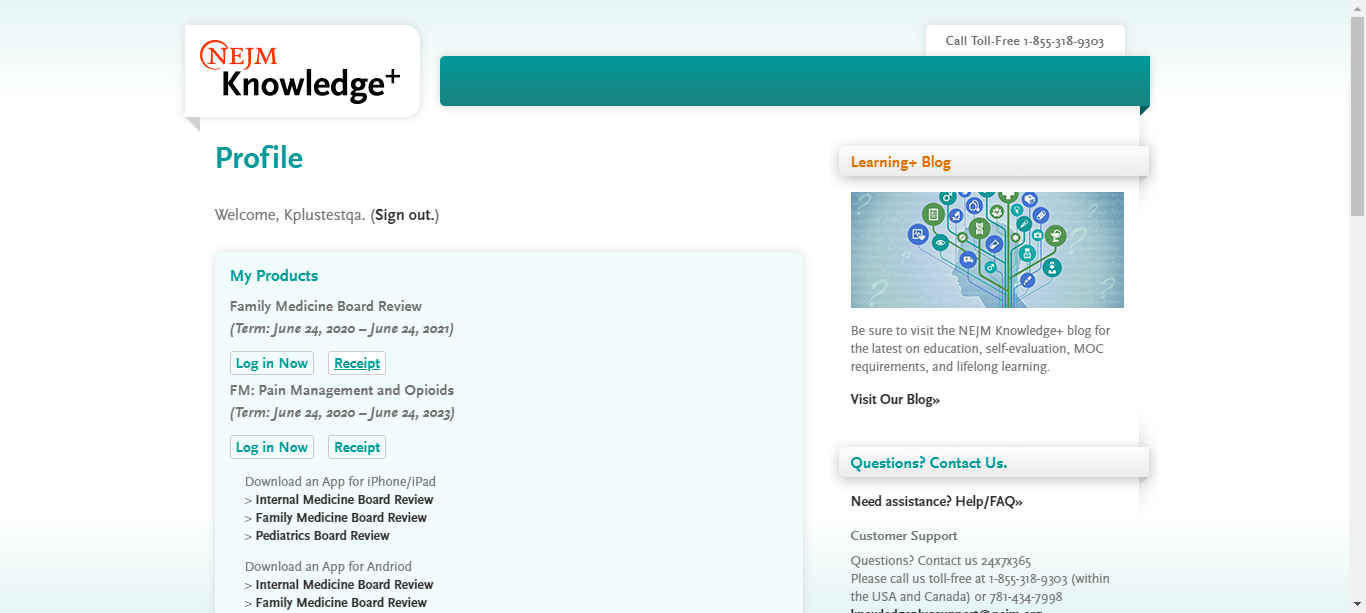 NEJM
Knowledge+
Call Toll-Free 1-855-318-9303
Profile
Welcome, Kplustestqa. (Sign out.)
My Products
Family Medicine Board Review
(Term: June 24, 2020 – June 24, 2021)
Log in Now Receipt
FM: Pain Management and Opioids
(Term: June 24, 2020 – June 24, 2023)
Log in Now Receipt
Download an App for iPhone/iPad
> Internal Medicine Board Review
> Family Medicine Board Review
> Pediatrics Board Review
Download an App for Andriod
> Internal Medicine Board Review
> Family Medicine Board Review
Learning+ Blog
Be sure to visit the NEJM Knowledge+ blog for
the latest on education, self-evaluation, MOC
requirements, and lifelong learning.
Visit Our Blog»
Questions? Contact Us.
Need assistance? Help/FAQ»
Customer Support
Questions? Contact us 24x7x365
Please call us toll-free at 1-855-318-9303 (within
the USA and Canada) or 781-434-7998